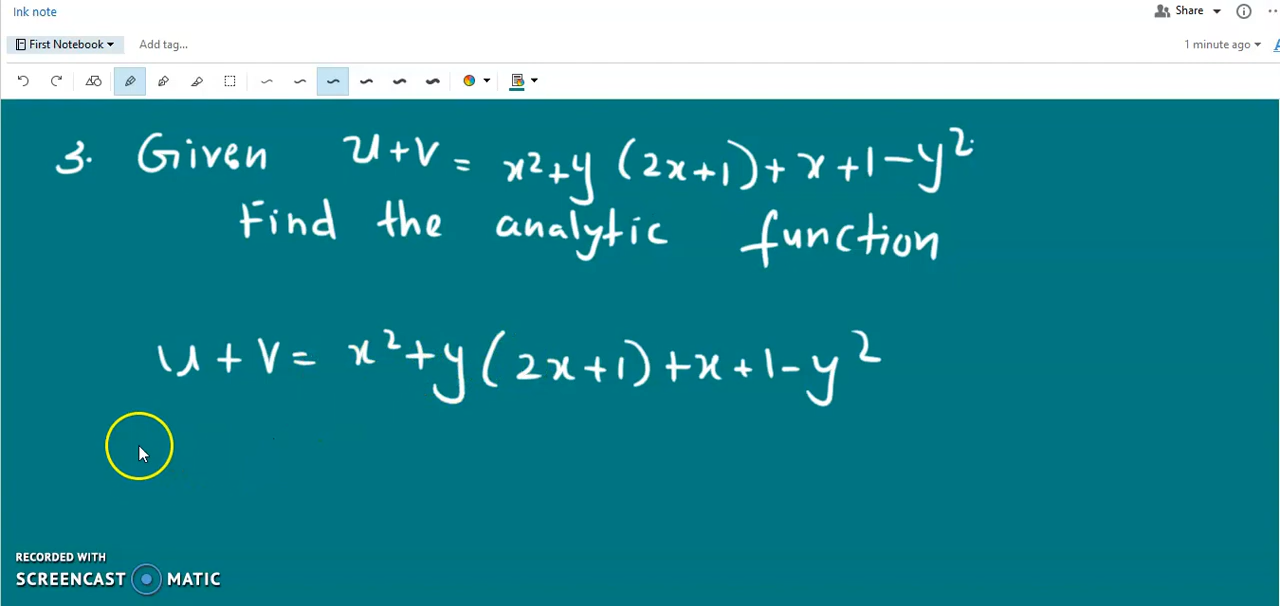 Ink note
Share
First Notebook
Add tag...
1 minute ago
3. Given u+v = x²+y (2x+1)+x+1-y²
Find the analytic function
u+v= x²+y(2x+1)+x+1-y²
RECORDED WITH
SCREENCAST MATIC